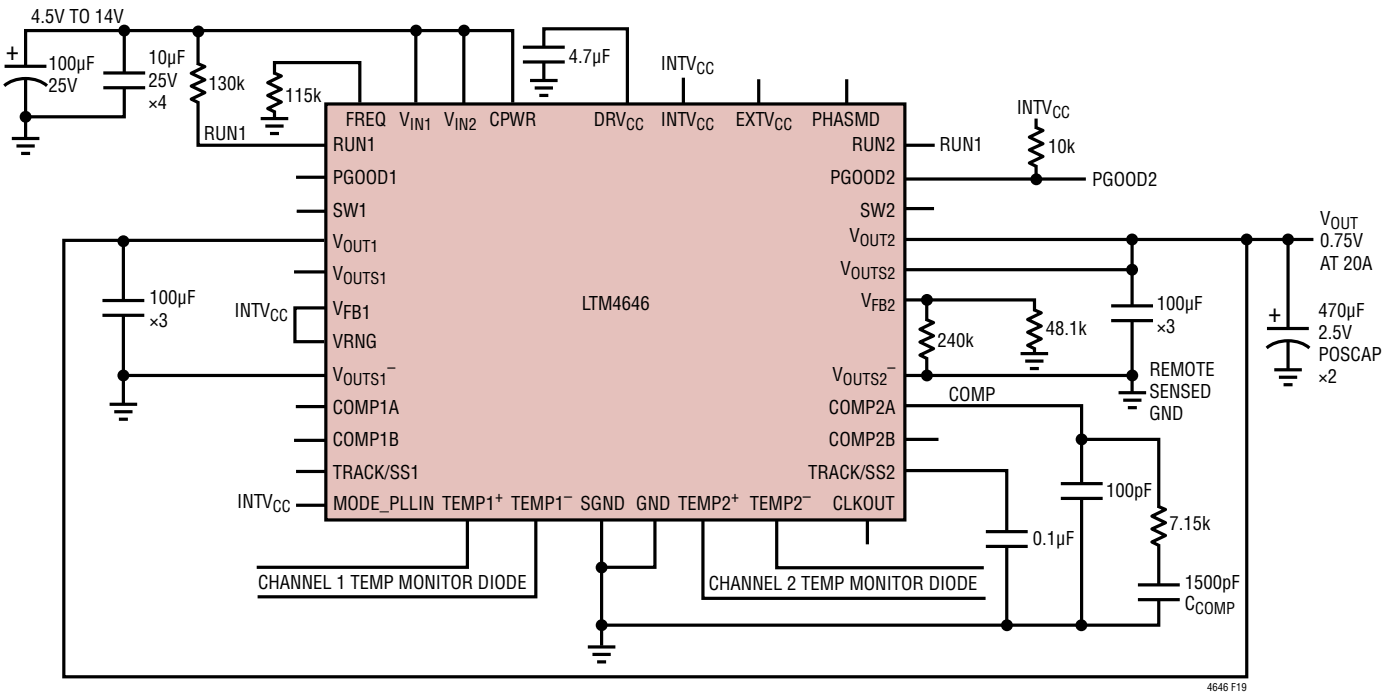 4.5V TO 14V
100µF
25V
10µF
25V
×4
130k
115k
4.7µF
INTVCC
INTVCC
10k
FREQ VIN1 VIN2 CPWR DRVCC INTVCC EXTVCC PHASMD
RUN1
RUN1
PGOOD1
SW1
VOUT1
VOUTS1
INTVCC
VFB1
VRNG
VOUTS1–
COMP1A
COMP1B
TRACK/SS1
INTVCC
MODE_PLLIN TEMP1+ TEMP1– SGND GND TEMP2+ TEMP2– CLKOUT
LTM4646
RUN2
RUN1
PGOOD2
PGOOD2
SW2
VOUT2
VOUTS2
VFB2
VOUTS2–
COMP2A
COMP2B
TRACK/SS2
100µF
×3
240k
48.1k
100µF
×3
VOUT
0.75V
AT 20A
470µF
2.5V
POSCAP
×2
REMOTE
SENSED
GND
COMP
100pF
7.15k
0.1µF
1500pF
CCOMP
CHANNEL 1 TEMP MONITOR DIODE
CHANNEL 2 TEMP MONITOR DIODE
4646 F19